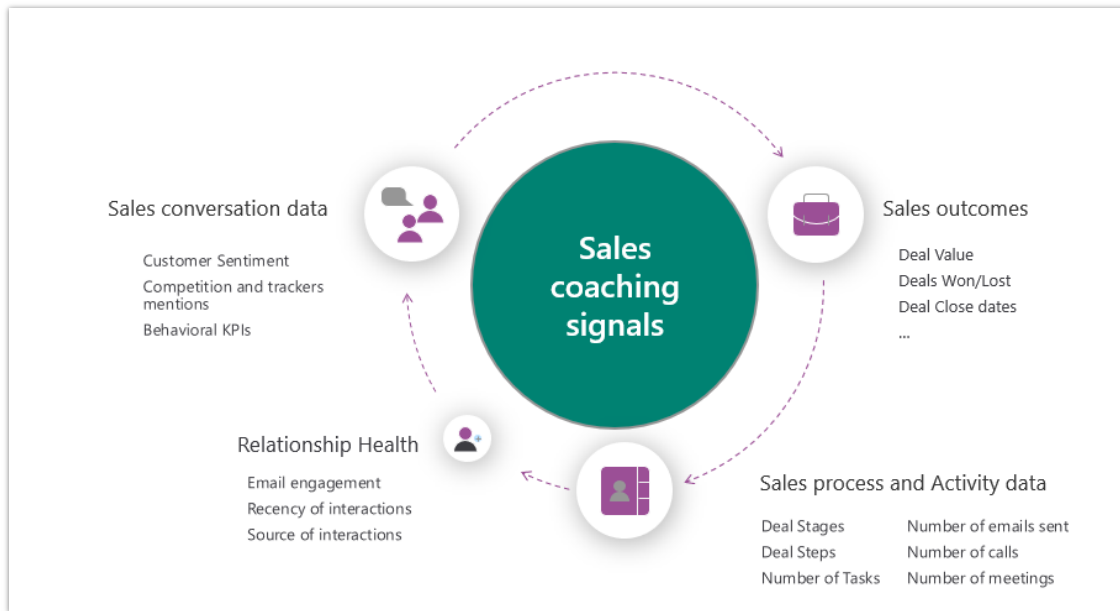 Sales conversation data
Customer Sentiment
Competition and trackers
mentions
Behavioral KPIs
Sales
coaching
signals
Sales outcomes
Deal Value
Deals Won/Lost
Deal Close dates
...
Relationship Health
Email engagement
Recency of interactions
Source of interactions
Sales process and Activity data
Deal Stages
Deal Steps
Number of Tasks
Number of emails sent
Number of calls
Number of meetings